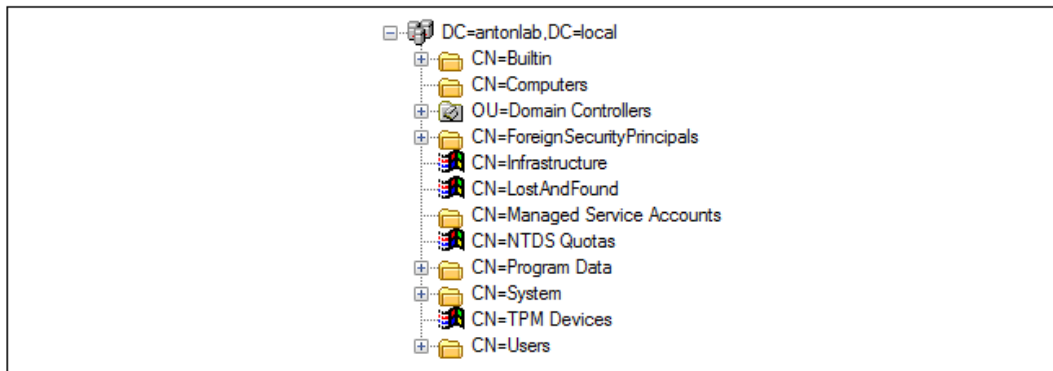 DC=antonlab,DC=local
CN=Builtin
CN=Computers
OU=Domain Controllers
CN=ForeignSecurityPrincipals
CN=Infrastructure
CN=LostAndFound
CN=Managed Service Accounts
CN=NTDS Quotas
CN=Program Data
CN=System
CN=TPM Devices
CN=Users